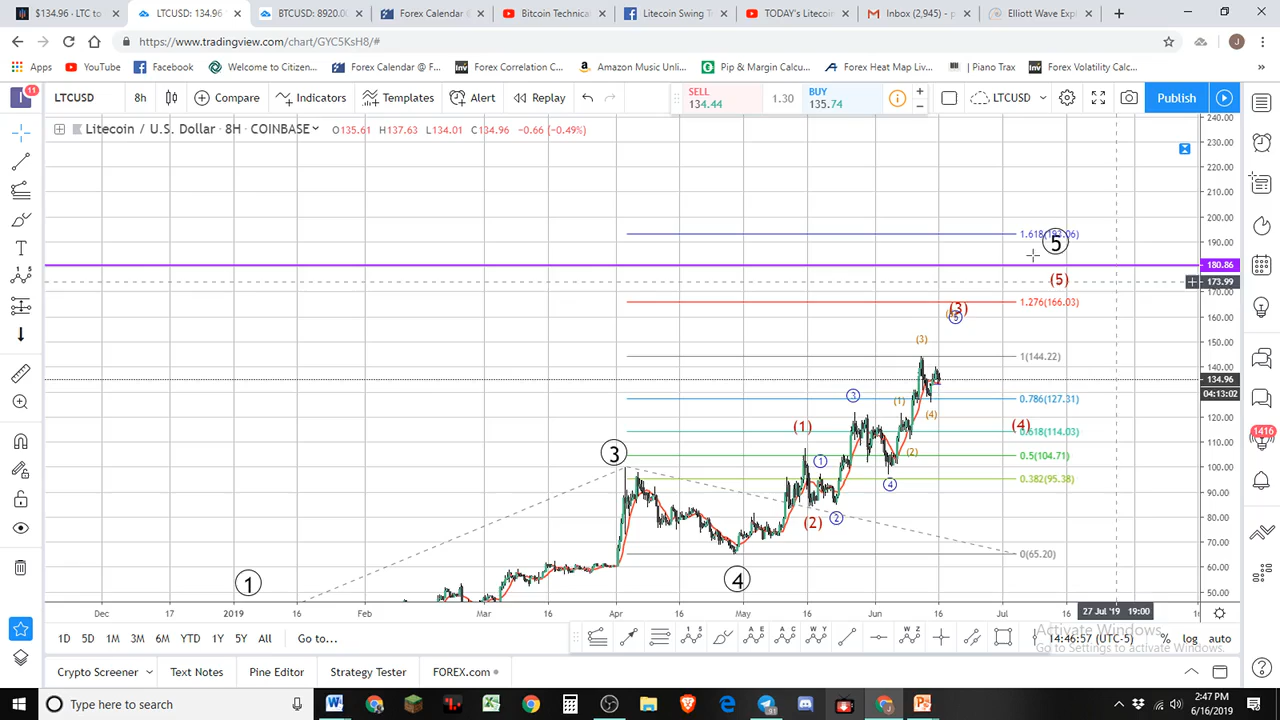 $134.96 - LTC to
LTCUSD: 134.96
BTCUSD: 8920.0
Forex Calendar
Bitcoin Technica
Litecoin Swing T
TODAY's Litecoin
Inbox (2,945) - p
Elliott Wave Exp
https://www.tradingview.com/chart/GYC5KsH8/#
J
Apps
YouTube
Facebook
Welcome to Citizen...
Forex Calendar @ F...
Forex Correlation C...
Amazon Music Unli...
Pip & Margin Calcu...
Forex Heat Map Liv...
Piano Trax
Forex Volatility Calc...
11
LTCUSD
8h
Compare
Indicators
Templates
Alert
Replay
SELL
134.44
1.30
BUY
135.74
LTCUSD
Publish
Litecoin / U.S. Dollar · 8H · COINBASE
O135.61 H137.63 L134.01 C134.96 −0.66 (−0.49%)
240.00
230.00
220.00
210.00
200.00
190.00
180.86
173.99
170.00
160.00
150.00
140.00
134.96
04:13:02
120.00
110.00
100.00
90.00
80.00
70.00
60.00
50.00
5
(5)
1.276(166.03)
(3)
5
(3)
1(144.22)
0.786(127.31)
3
(1)
(4)
(1)
(4)
0.618(114.03)
3
(2)
0.5(104.71)
1
4
0.382(95.38)
(2)
2
0(65.20)
1
4
Dec
17
2019
16
Feb
Mar
16
Apr
16
May
16
Jun
16
Jul
16
27 Jul '19 19:00
1416
1D
5D
1M
3M
6M
YTD
1Y
5Y
All
Go to...
14:46:57 (UTC-5)
%
log
auto
Activate Windows
Go to Settings to activate Windows.
Crypto Screener
Text Notes
Pine Editor
Strategy Tester
FOREX.com
Type here to search
2:47 PM
6/16/2019